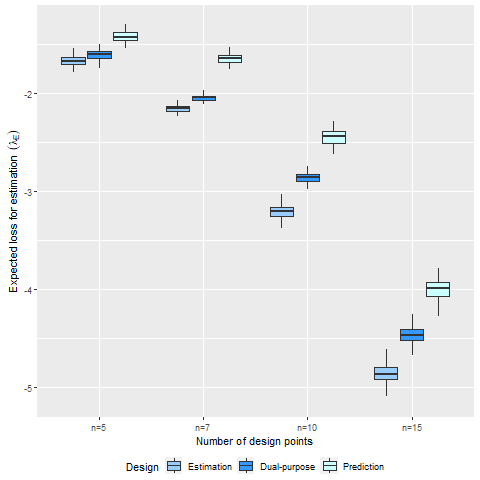 Expected loss for estimation (λ_E)
-2
-3
-4
-5
n=5 n=7 n=10 n=15
Number of design points
Design Estimation Dual-purpose Prediction